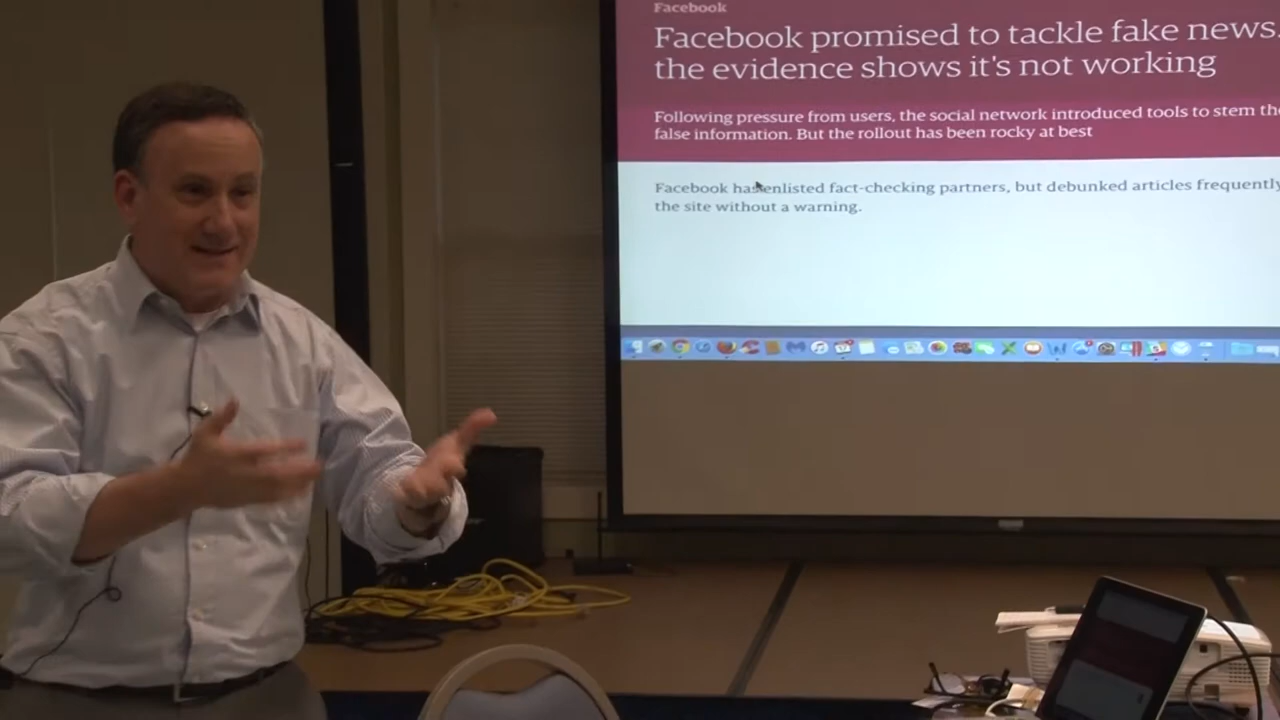 Facebook
Facebook promised to tackle fake news.
the evidence shows it's not working
Following pressure from users, the social network introduced tools to stem the
false information. But the rollout has been rocky at best
Facebook has enlisted fact-checking partners, but debunked articles frequently
the site without a warning.